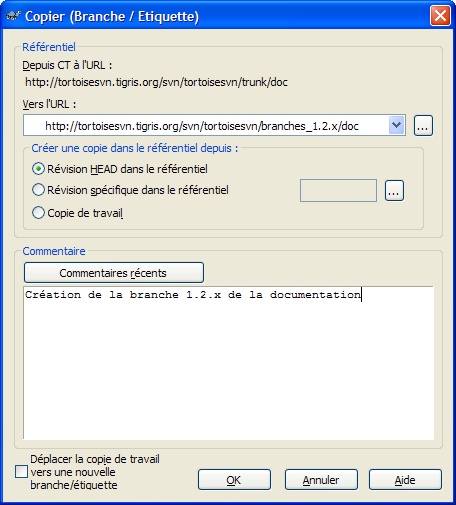 Copier (Branche / Etiquette)
Référentiel
Depuis CT à l'URL :
http://tortoisesvn.tigris.org/svn/tortoisesvn/trunk/doc
Vers l'URL :
http://tortoisesvn.tigris.org/svn/tortoisesvn/branches_1.2.x/doc
...
Créer une copie dans le référentiel depuis :
Révision HEAD dans le référentiel
Révision spécifique dans le référentiel
...
Copie de travail
Commentaire
Commentaires récents
Création de la branche 1.2.x de la documentation
Déplacer la copie de travail
vers une nouvelle
branche/étiquette
OK
Annuler
Aide